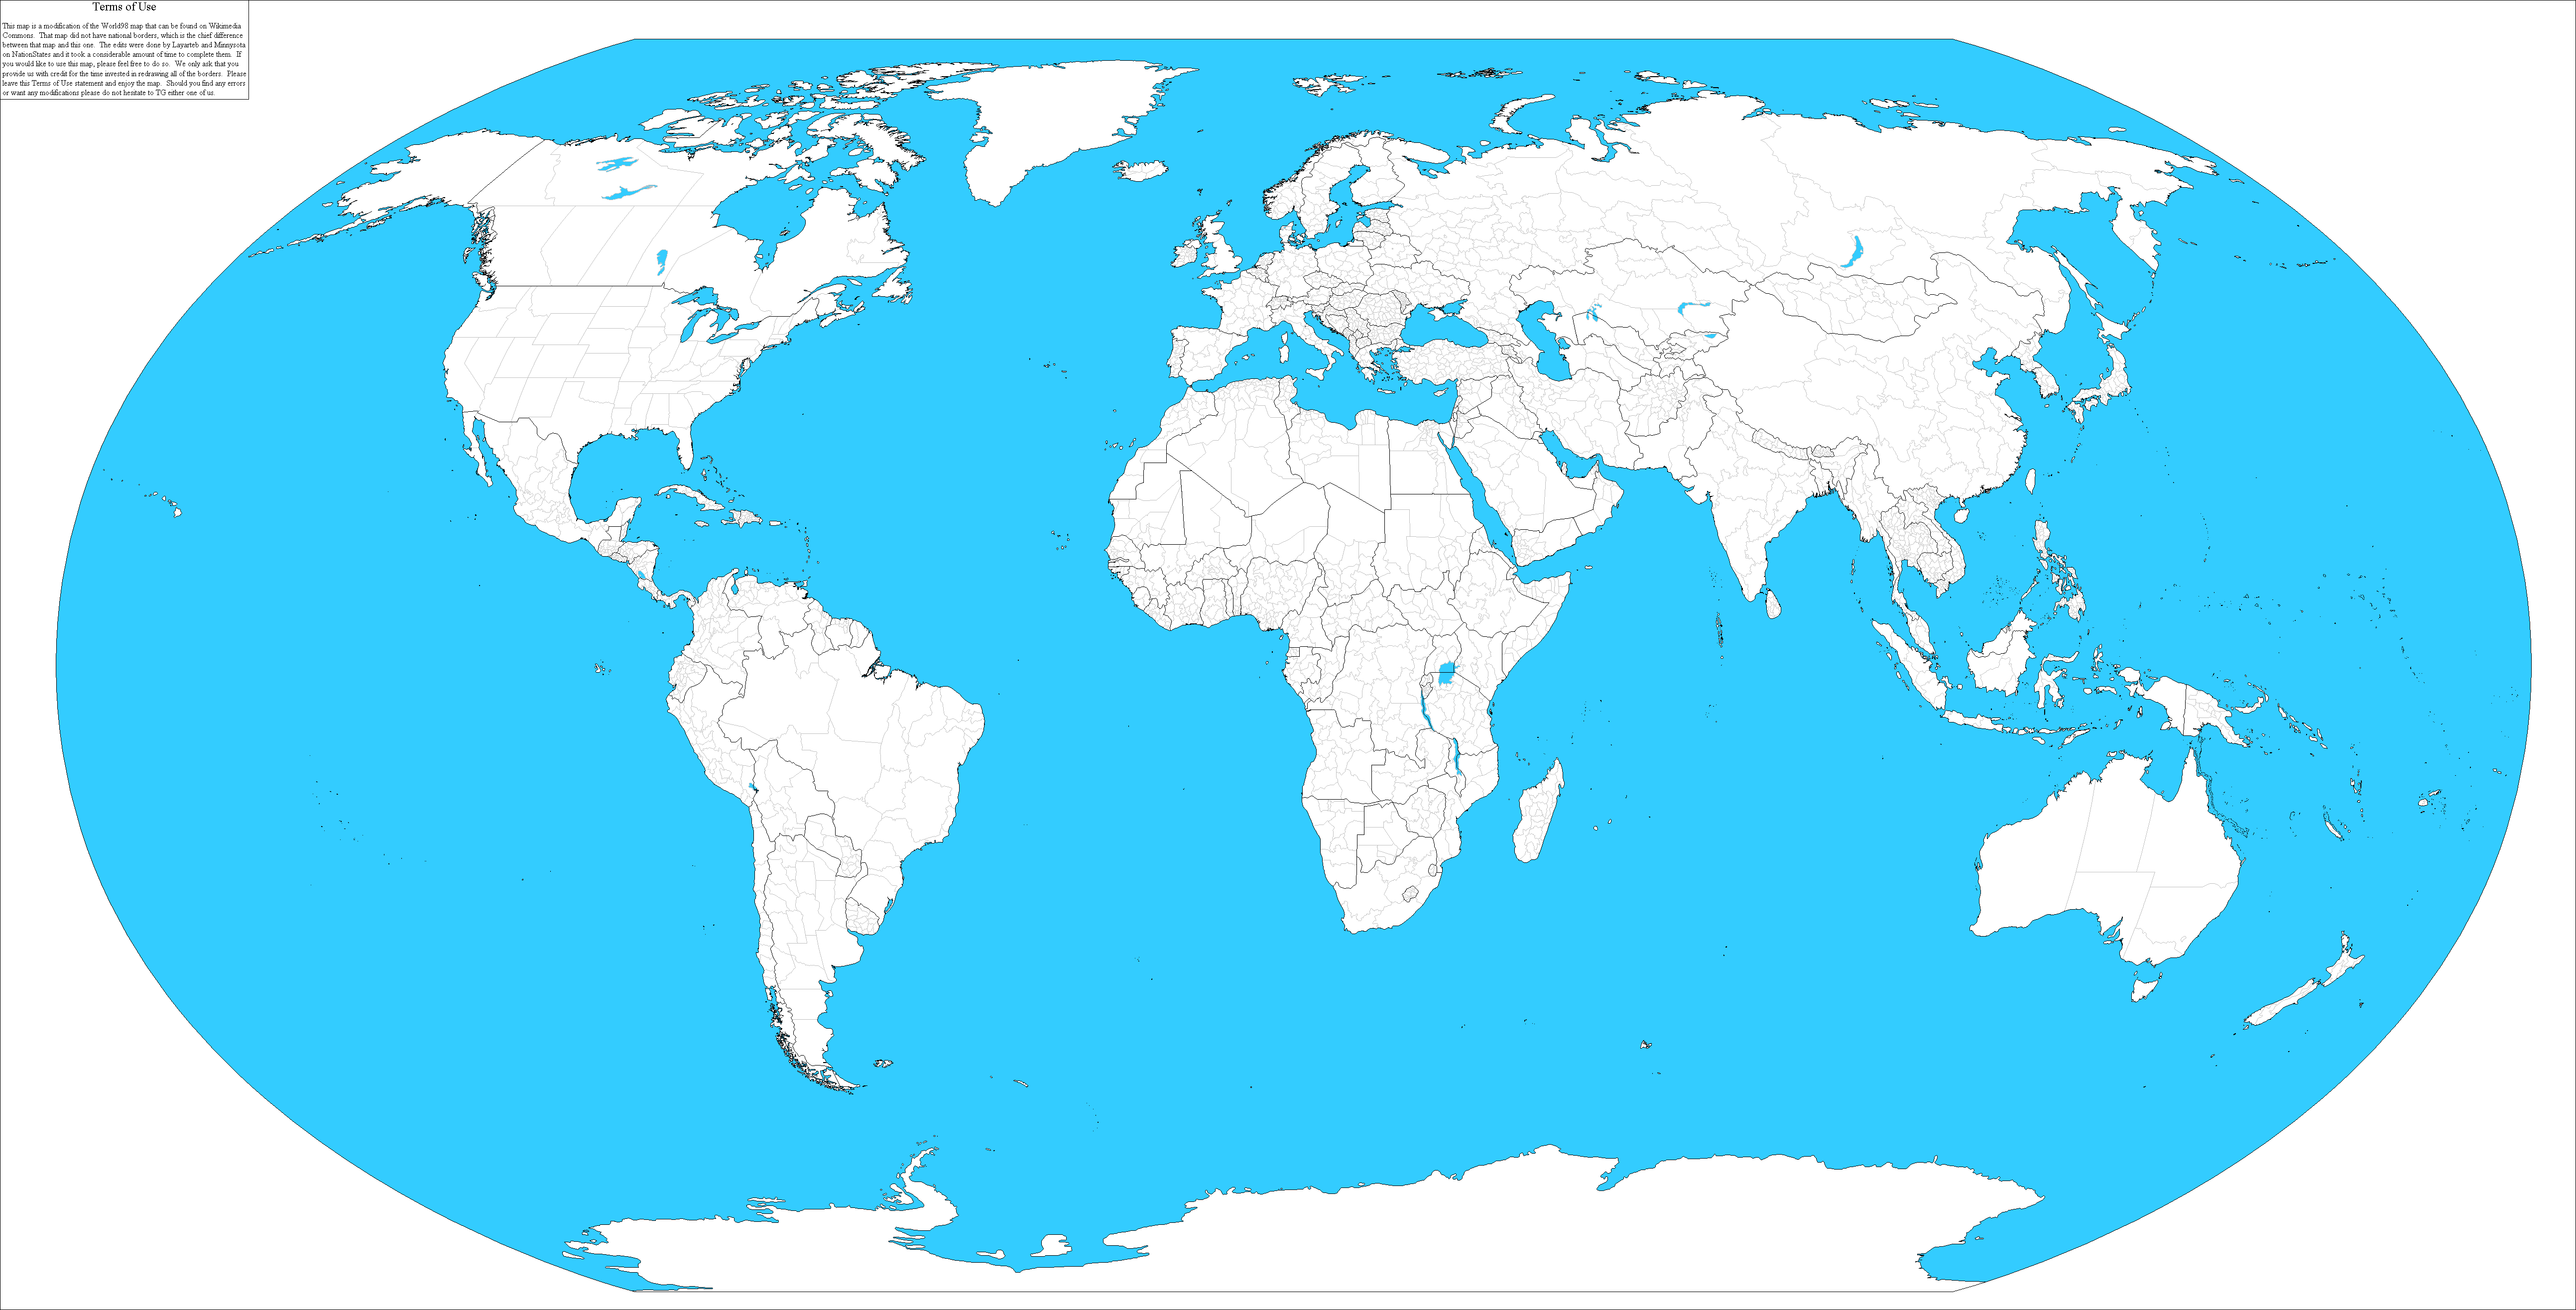 Terms of Use
This map is a modification of the World98 map that can be found on Wikimedia
Commons.  That map did not have national borders, which is the chief difference
between that map and this one.  The edits were done by Layarteb and Minnysota
on NationStates and it took a considerable amount of time to complete them.  If
you would like to use this map, please feel free to do so.  We only ask that you
provide us with credit for the time invested in redrawing all of the borders.  Please
leave this Terms of Use statement and enjoy the map.  Should you find any errors
or want any modifications please do not hesitate to TG either one of us.